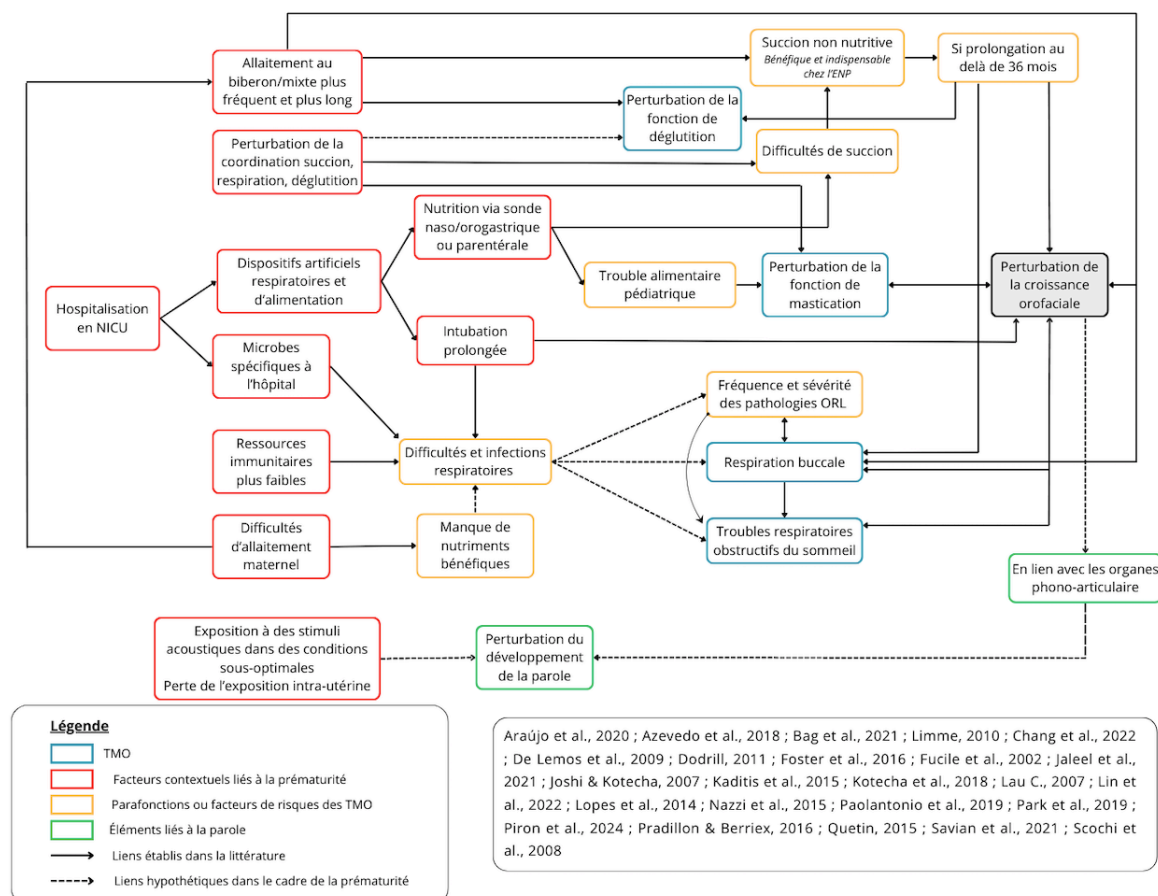 Allaitement au
biberon/mixte plus
fréquent et plus long
Succion non nutritive
Bénéfique et indispensable
chez l'ENP
Si prolongation au
delà de 36 mois
Perturbation de la
fonction de
déglutition
Perturbation de la
coordination succion,
respiration, déglutition
Difficultés de succion
Nutrition via sonde
naso/orogastrique
ou parentérale
Dispositifs artificiels
respiratoires et
d'alimentation
Trouble alimentaire
pédiatrique
Perturbation de la
fonction de
mastication
Perturbation de
la croissance
orofaciale
Hospitalisation
en NICU
Intubation
prolongée
Microbes
spécifiques à
l'hôpital
Fréquence et sévérité
des pathologies ORL
Ressources
immunitaires
plus faibles
Difficultés et infections
respiratoires
Respiration buccale
Difficultés
d'allaitement
maternel
Manque de
nutriments
bénéfiques
Troubles respiratoires
obstructifs du sommeil
En lien avec les organes
phono-articulaire
Exposition à des stimuli
acoustiques dans des conditions
sous-optimales
Perte de l'exposition intra-utérine
Perturbation du
développement
de la parole
Légende
TMO
Facteurs contextuels liés à la prématurité
Parafonctions ou facteurs de risques des TMO
Éléments liés à la parole
Liens établis dans la littérature
Liens hypothétiques dans le cadre de la prématurité
Araújo et al., 2020 ; Azevedo et al., 2018 ; Bag et al., 2021 ; Limme, 2010 ; Chang et al., 2022
; De Lemos et al., 2009 ; Dodrill, 2011 ; Foster et al., 2016 ; Fucile et al., 2002 ; Jaleel et al.,
2021 ; Joshi & Kotecha, 2007 ; Kaditis et al., 2015 ; Kotecha et al., 2018 ; Lau C., 2007 ; Lin et
al., 2022 ; Lopes et al., 2014 ; Nazzi et al., 2015 ; Paolantonio et al., 2019 ; Park et al., 2019 ;
Piron et al., 2024 ; Pradillon & Berriex, 2016 ; Quetin, 2015 ; Savian et al., 2021 ; Scochi et
al., 2008